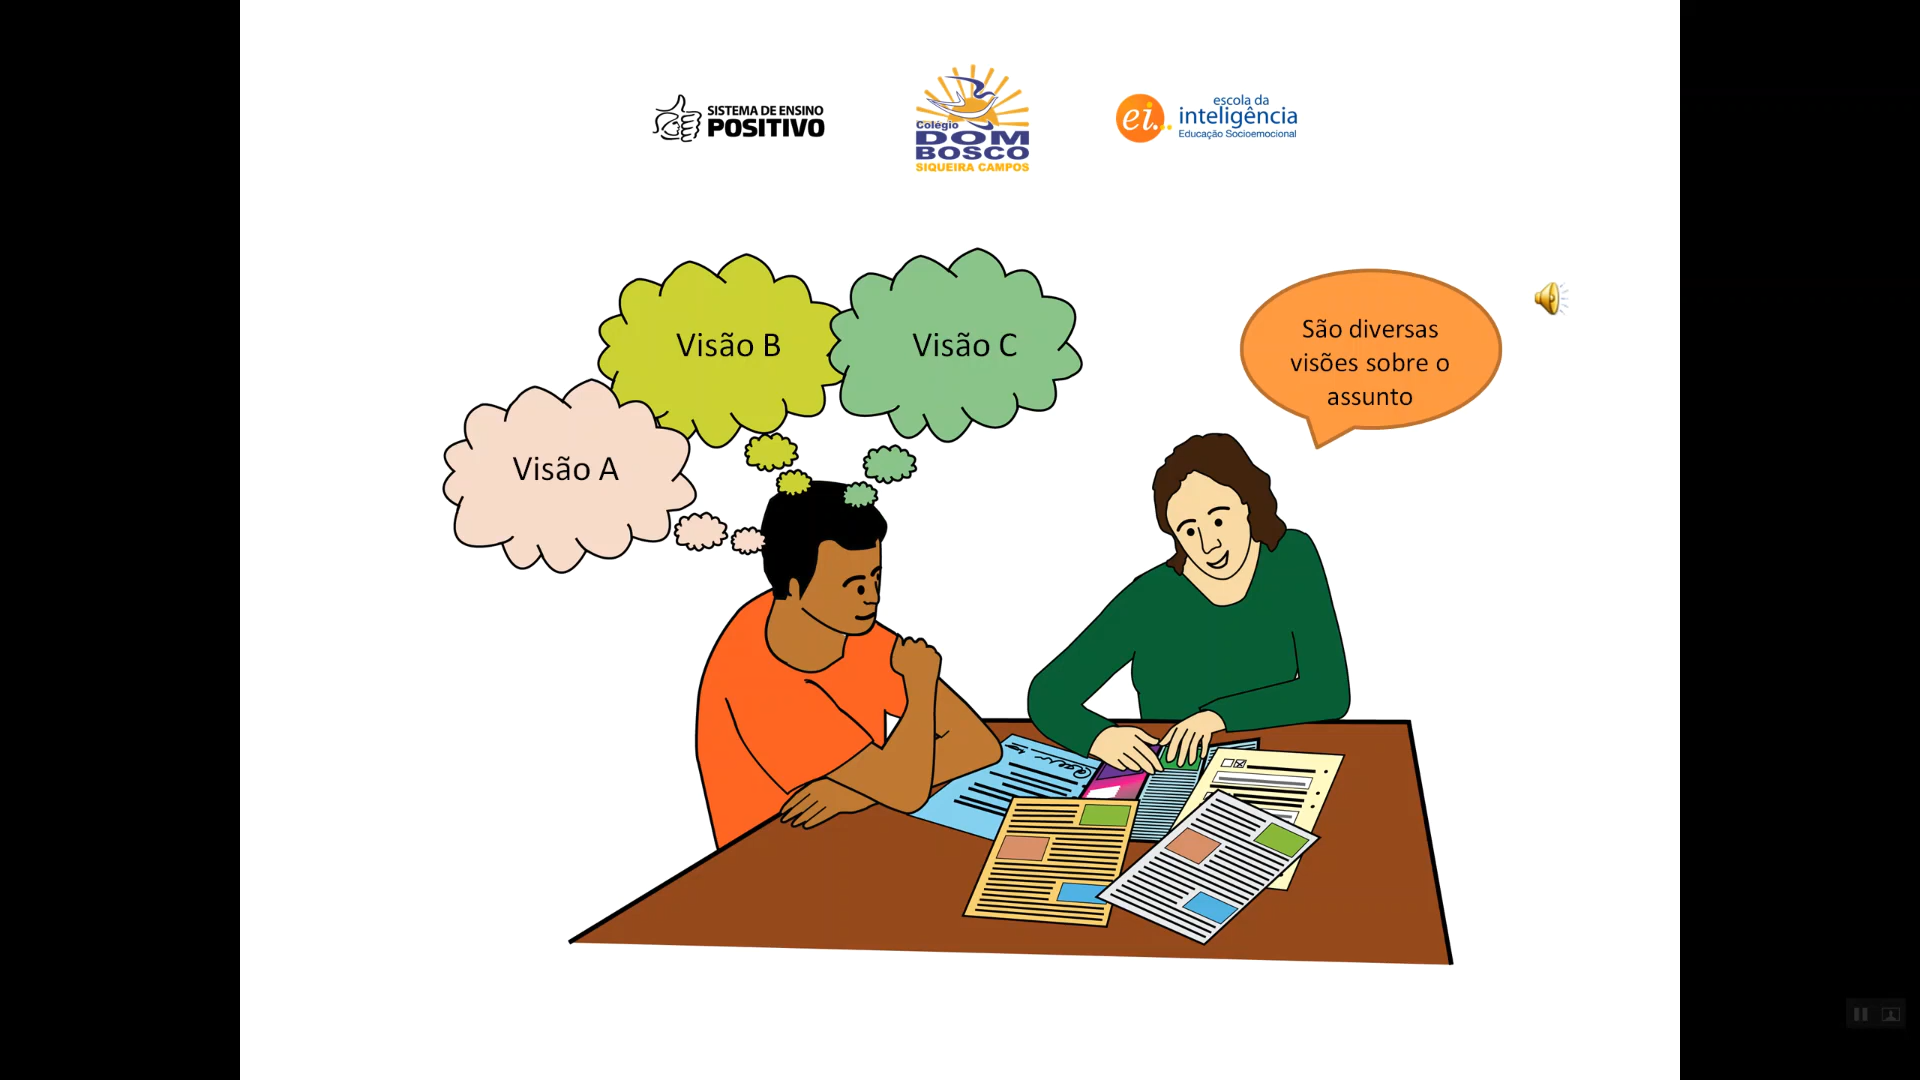 SISTEMA DE ENSINO
POSITIVO
Colégio
DOM
BOSCO
SIQUEIRA CAMPOS
ei..
escola da
inteligência
Educação Socioemocional
Visão B
Visão C
São diversas
visões sobre o
assunto
Visão A